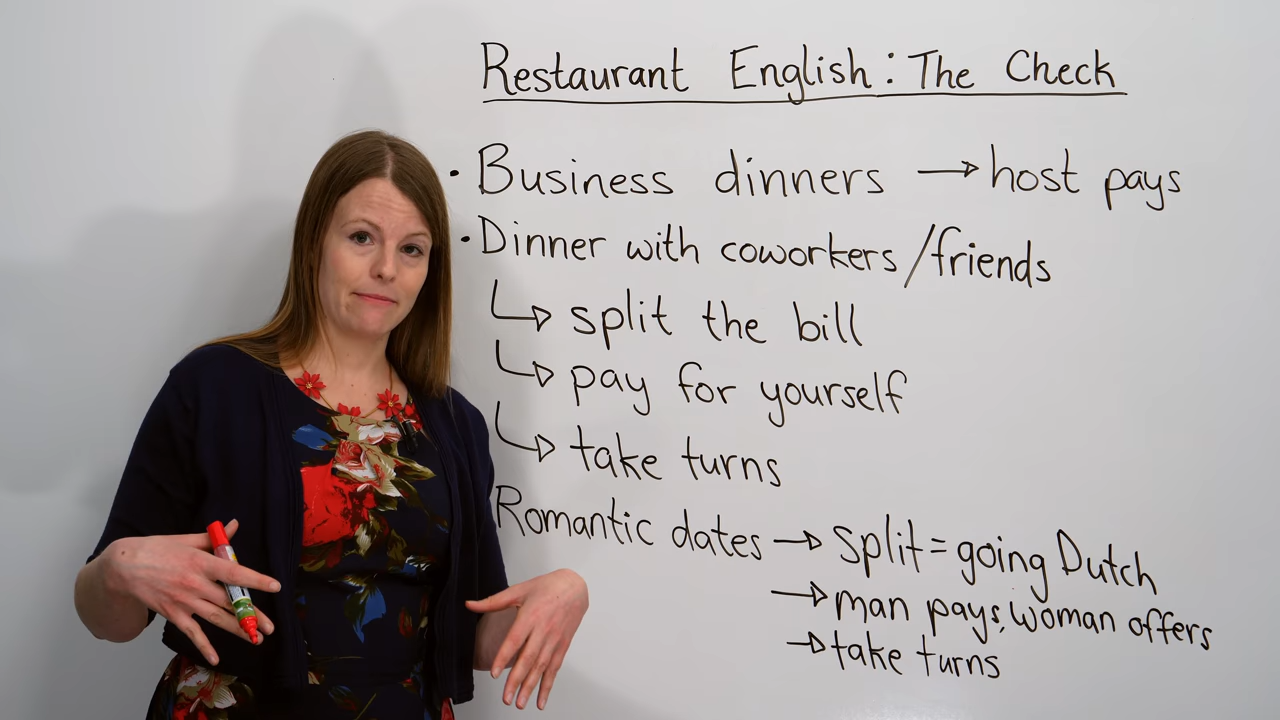 Restaurant English: The Check
• Business dinners → host pays
• Dinner with coworkers/friends
↳ split the bill
↳ pay for yourself
↳ take turns
Romantic dates → split = going Dutch
→ man pays, woman offers
→ take turns